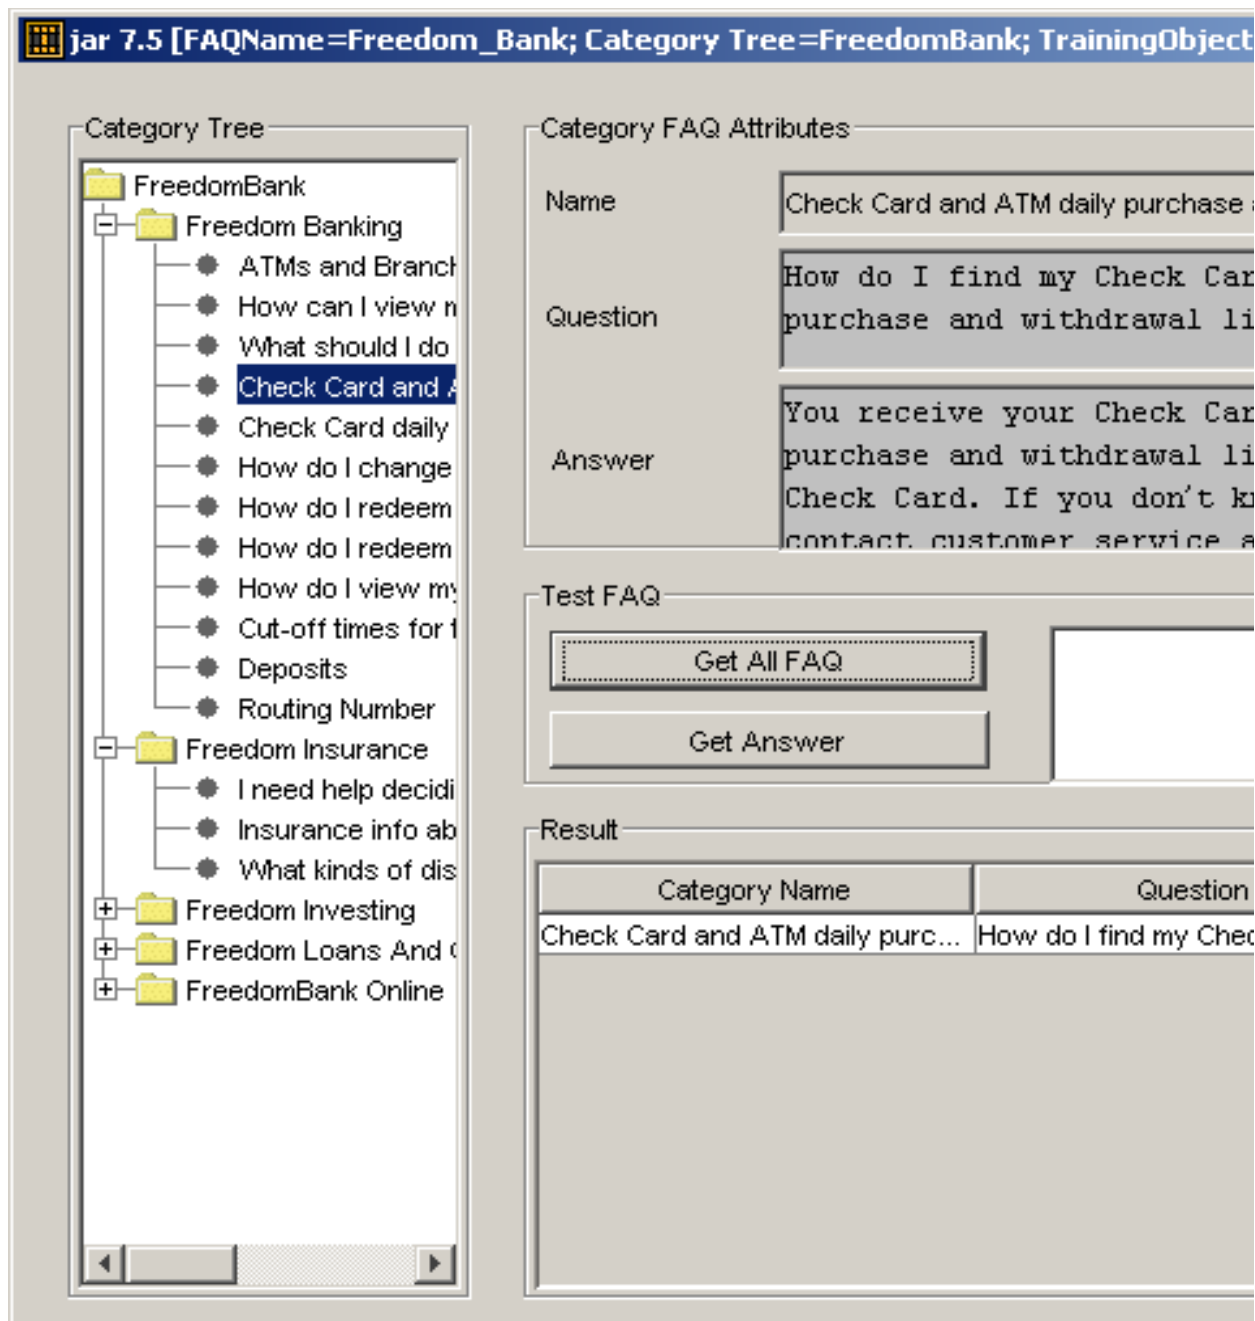 jar 7.5 [FAQName=Freedom_Bank; Category Tree=FreedomBank; TrainingObject
Category Tree
FreedomBank
Freedom Banking
ATMs and Branch
How can I view
What should I do
Check Card and
Check Card daily
How do I change
How do I redeem
How do I redeem
How do I view my
Cut-off times for
Deposits
Routing Number
Freedom Insurance
I need help decidi
Insurance info ab
What kinds of dis
Freedom Investing
Freedom Loans And
FreedomBank Online
Category FAQ Attributes
Name
Check Card and ATM daily purchase
Question
How do I find my Check Car
purchase and withdrawal li
Answer
You receive your Check Car
purchase and withdrawal li
Check Card. If you don't
contact customer service
Test FAQ
Get All FAQ
Get Answer
Result
Category Name
Question
Check Card and ATM daily purc...
How do I find my Chec